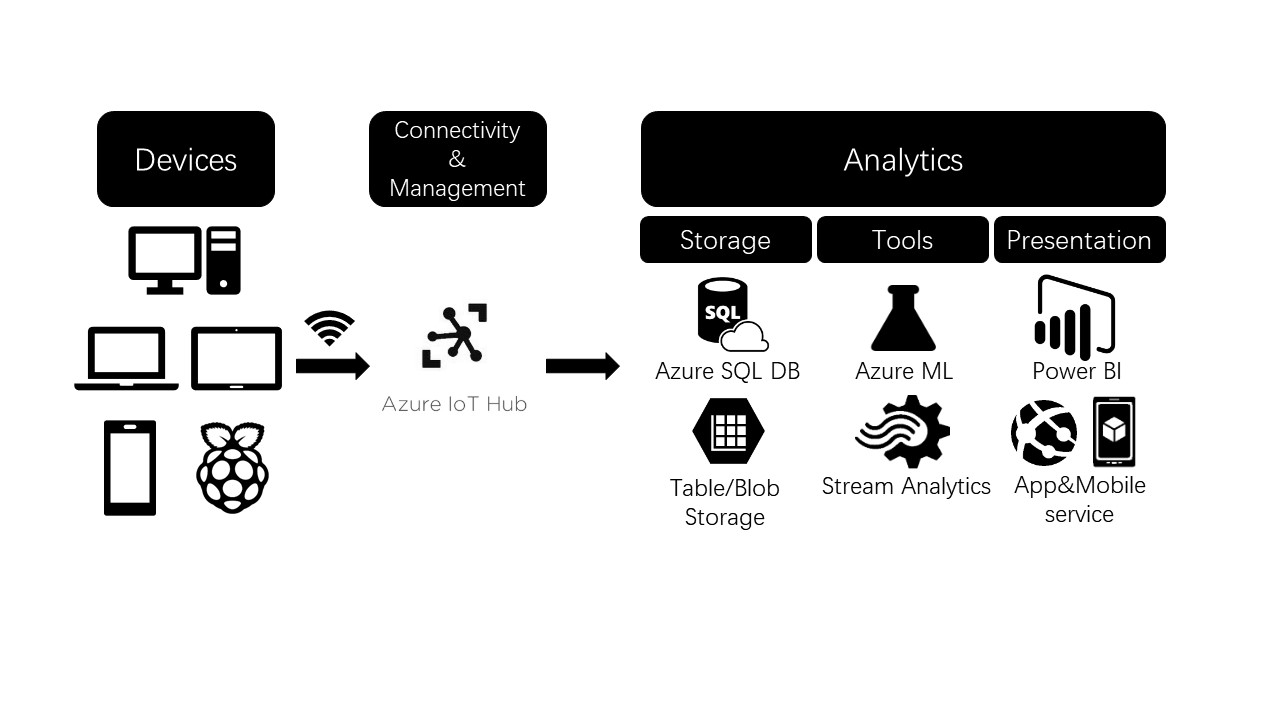 Devices
Connectivity
&
Management
Analytics
Storage
Tools
Presentation
SQL
Azure SQL DB
Azure ML
Power BI
Azure IoT Hub
Table/Blob
Storage
Stream Analytics
App&Mobile
service